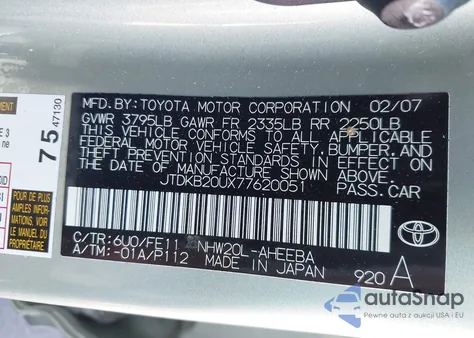 MFD. BY: TOYOTA MOTOR CORPORATION 02/07
GVWR 3795LB GAWR FR 2335LB RR 2250LB
THIS VEHICLE CONFORMS TO ALL APPLICABLE
FEDERAL MOTOR VEHICLE SAFETY, BUMPER, AND
THEFT PREVENTION STANDARDS IN EFFECT ON
THE DATE OF MANUFACTURE SHOWN ABOVE.
JTDKB20UX77620051 PASS. CAR
C/TR: 6U0/FE11 NHW20L-AHEEBA
A/TM: -01A/P112 MADE IN JAPAN
920 A
TOYOTA
75
47130
autoSnap
Pewne auta z USA i EU